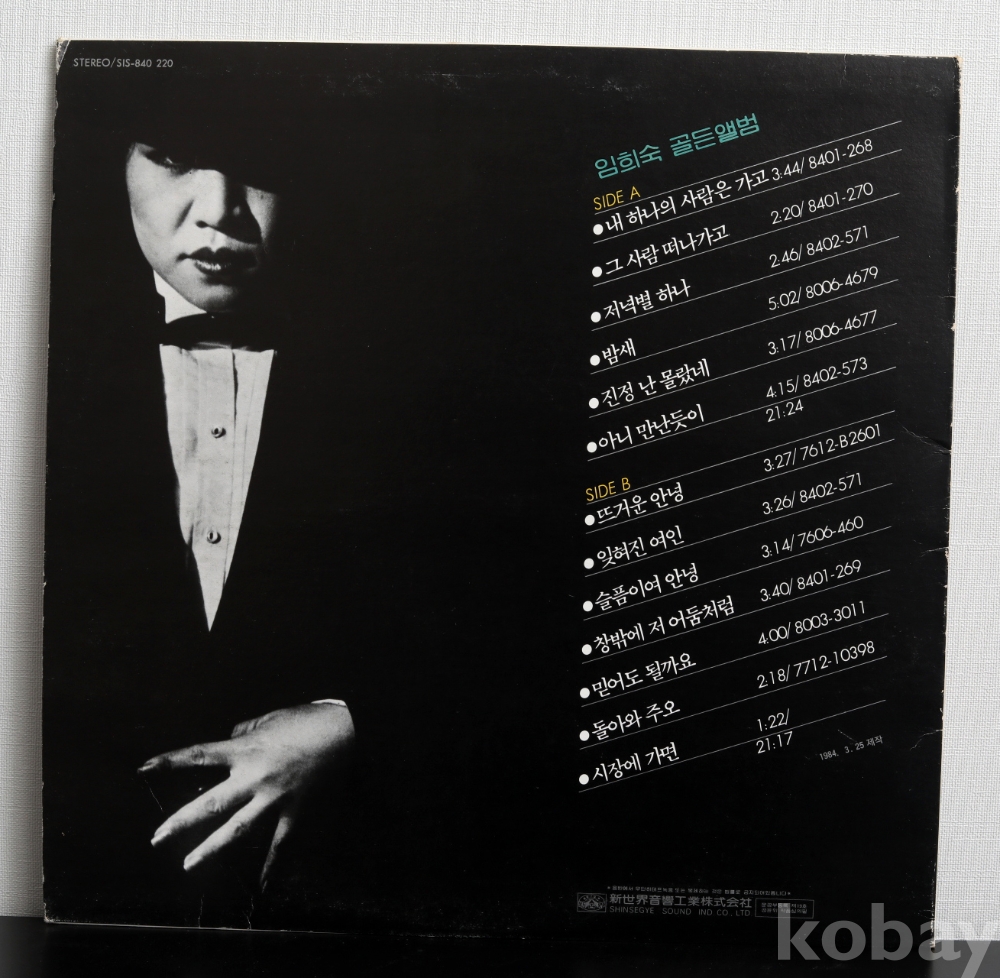 STEREO/SIS-840 220
임희숙 골든앨범
SIDE A
●내 하나의 사람은 가고 3:44/ 8401-268
●그 사람 떠나가고 2:20/ 8401-270
●저녁별 하나 2:46/ 8402-571
●밤새 5:02/ 8006-4679
●진정 난 몰랐네 3:17/ 8006-4677
●아니 만난듯이 4:15/ 8402-573
21:24
SIDE B
●뜨거운 안녕 3:27/ 7612-B2601
●잊혀진 여인 3:26/ 8402-571
●슬픔이여 안녕 3:14/ 7606-460
●창밖에 저 어둠처럼 3:40/ 8401-269
●믿어도 될까요 4:00/ 8003-3011
●돌아와 주오 2:18/ 7712-10398
●시장에 가면 1:22/
21:17
1984. 3. 25 제작
新世界音響工業株式会社
SHINSEGYE SOUND IND CO., LTD.
kobay